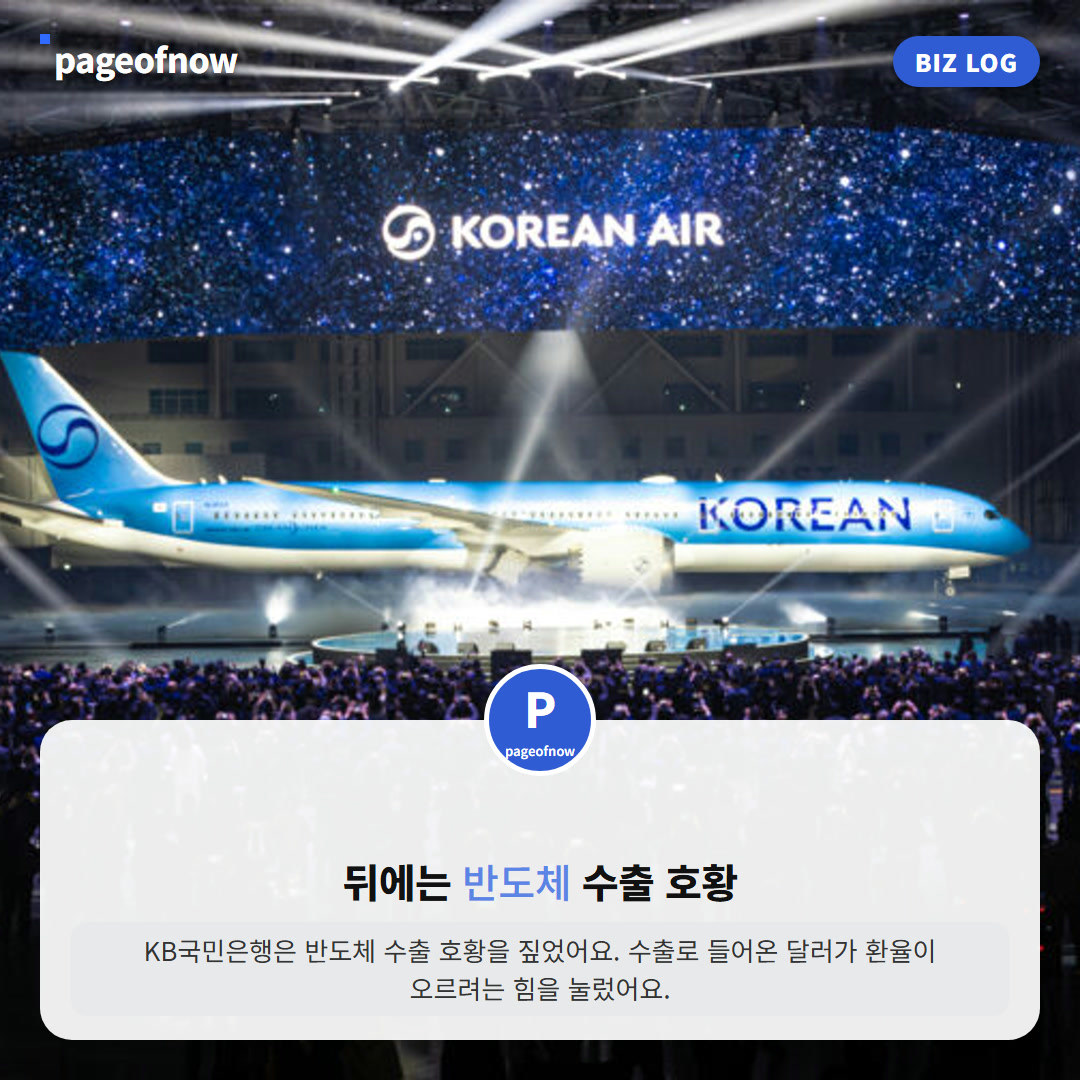 pageofnow
BIZ LOG
KOREAN AIR
KOREAN
P
pageofnow
뒤에는 반도체 수출 호황
KB국민은행은 반도체 수출 호황을 짚었어요. 수출로 들어온 달러가 환율이
오르려는 힘을 눌렀어요.